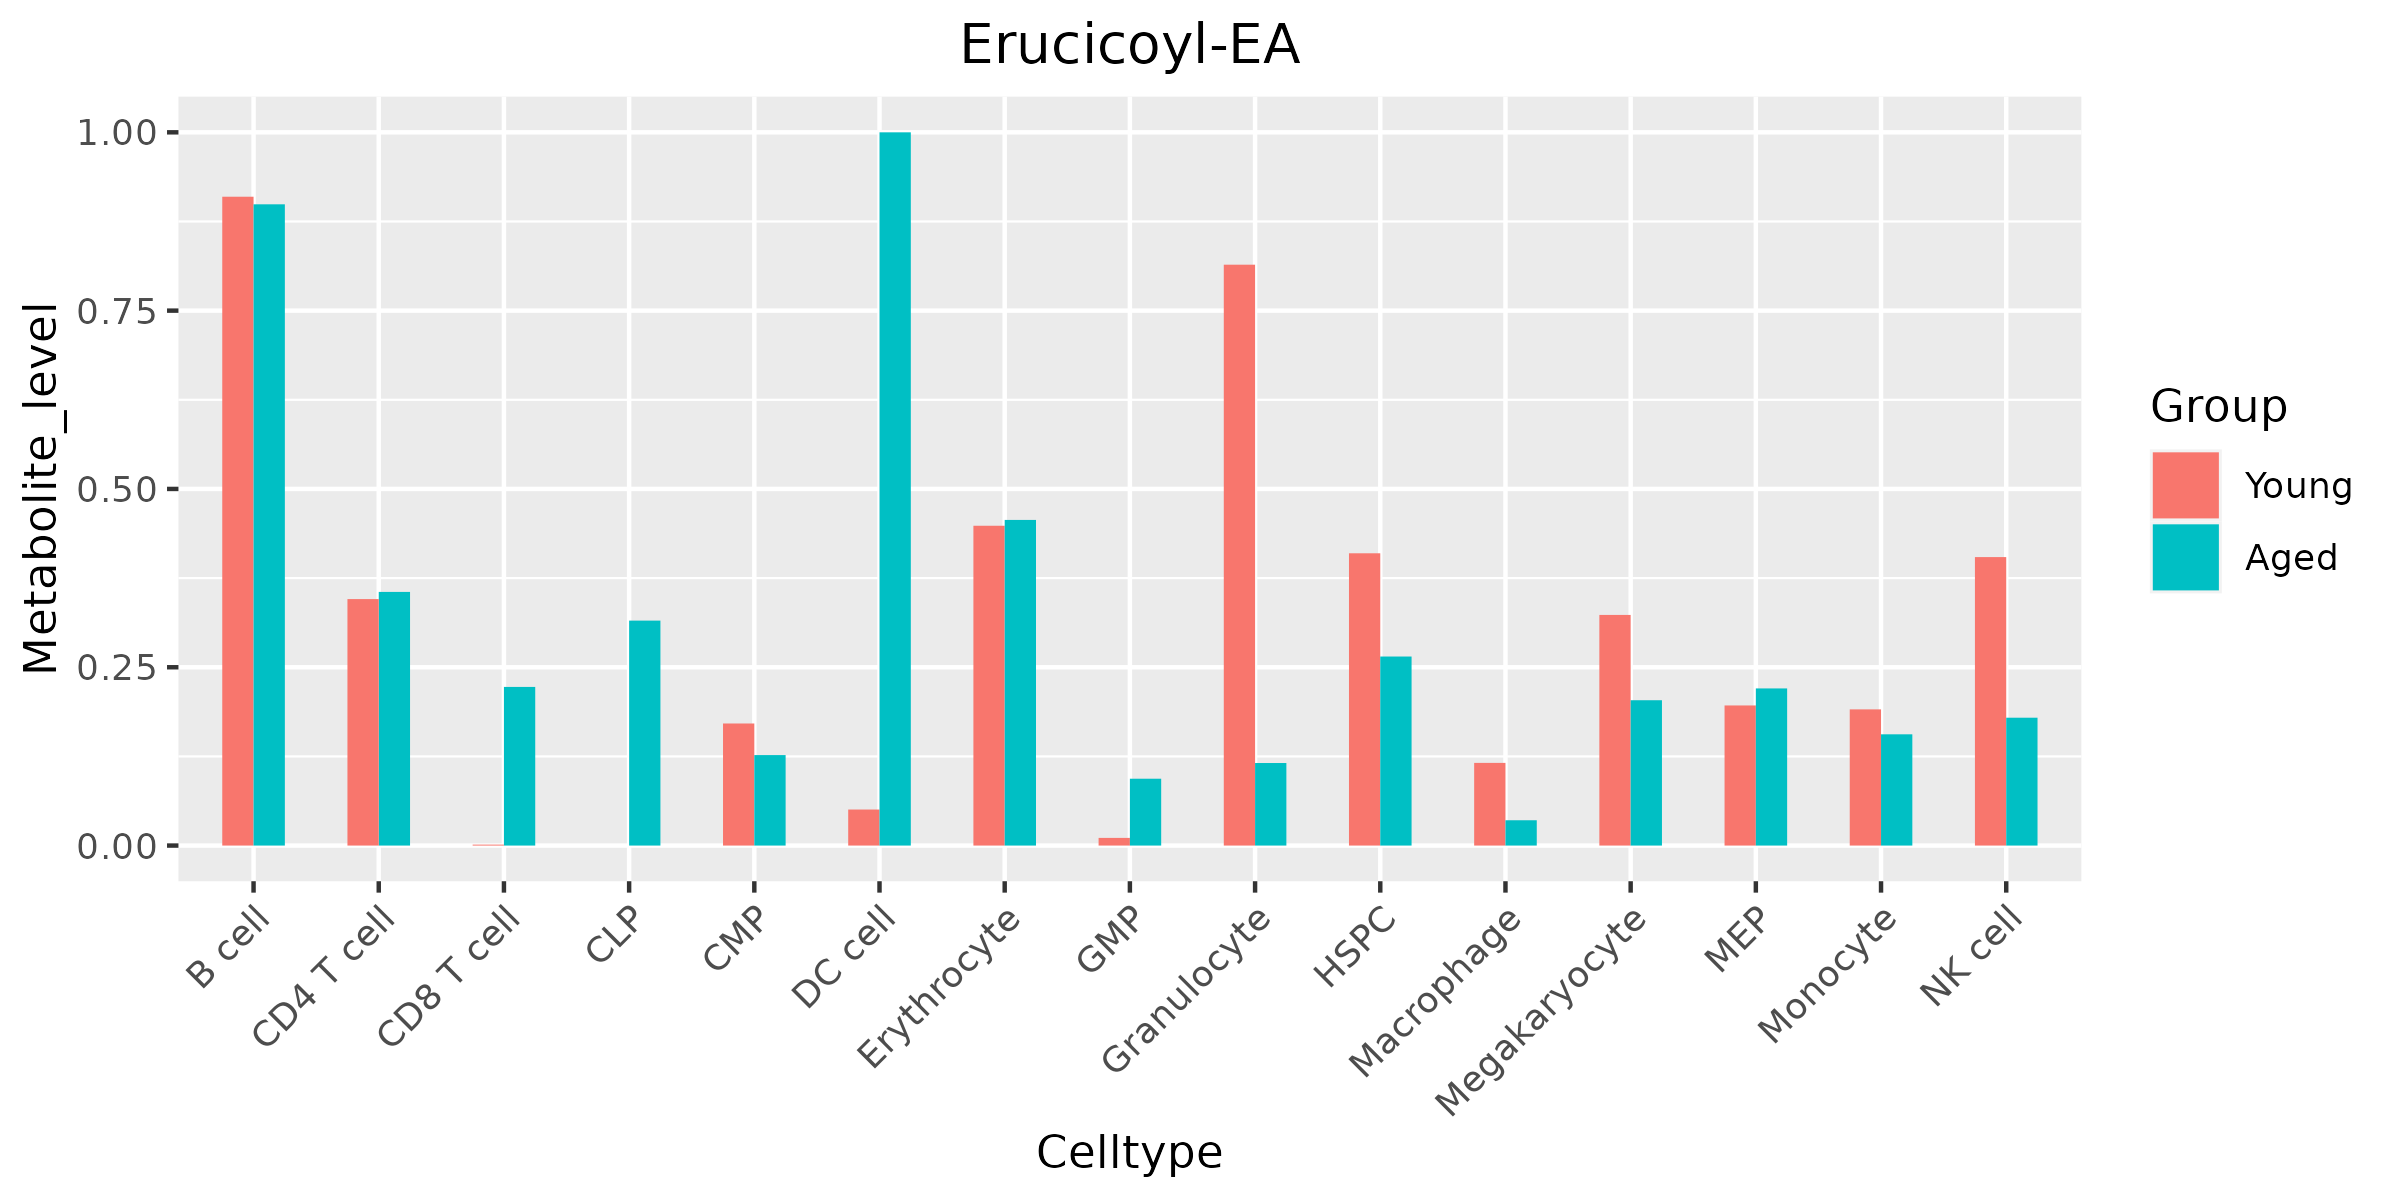 Erucicoyl-EA
Metabolite_level
1.00
0.75
0.50
0.25
0.00
B cell
CD4 T cell
CD8 T cell
CLP
CMP
DC cell
Erythrocyte
GMP
Granulocyte
HSPC
Macrophage
Megakaryocyte
MEP
Monocyte
NK cell
Celltype
Group
Young
Aged